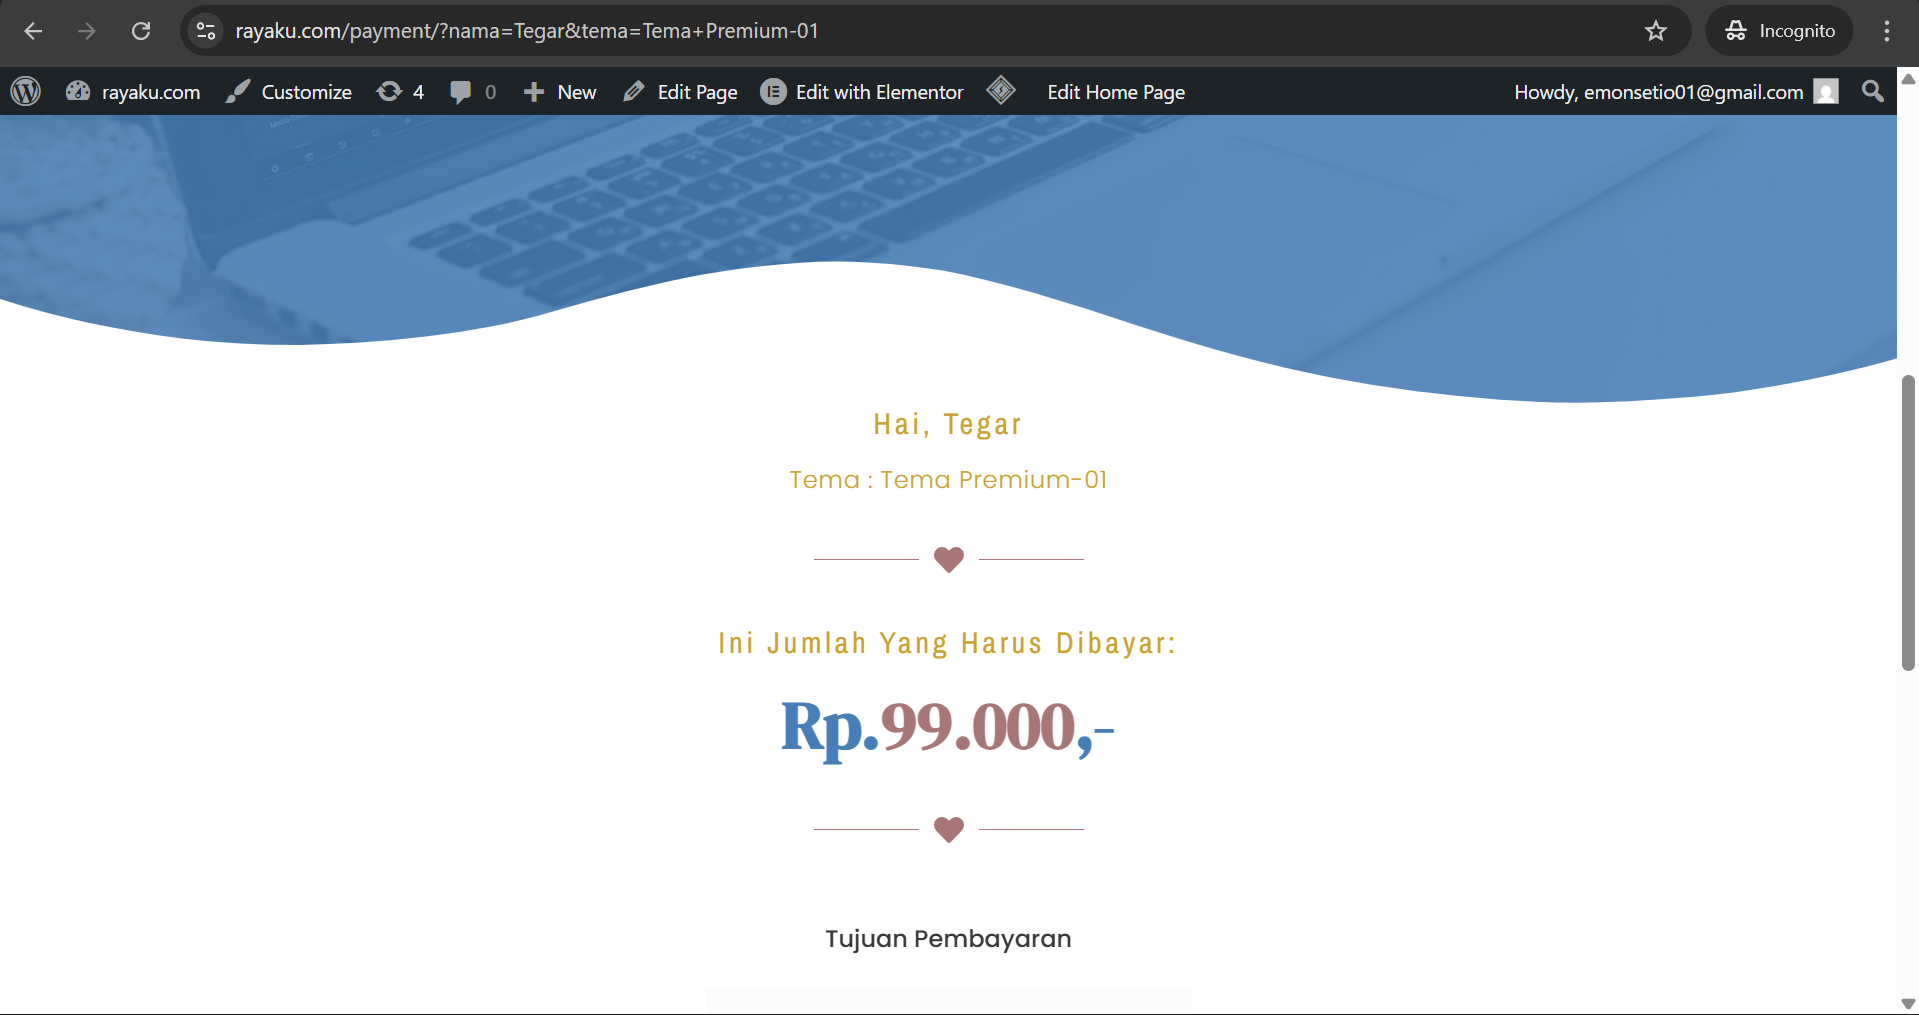 rayaku.com/payment/?nama=Tegar&tema=Tema+Premium-01
Incognito
rayaku.com
Customize
4
0
New
Edit Page
Edit with Elementor
Edit Home Page
Howdy, emonsetio01@gmail.com
Hai, Tegar
Tema : Tema Premium-01
Ini Jumlah Yang Harus Dibayar:
Rp.99.000,-
Tujuan Pembayaran